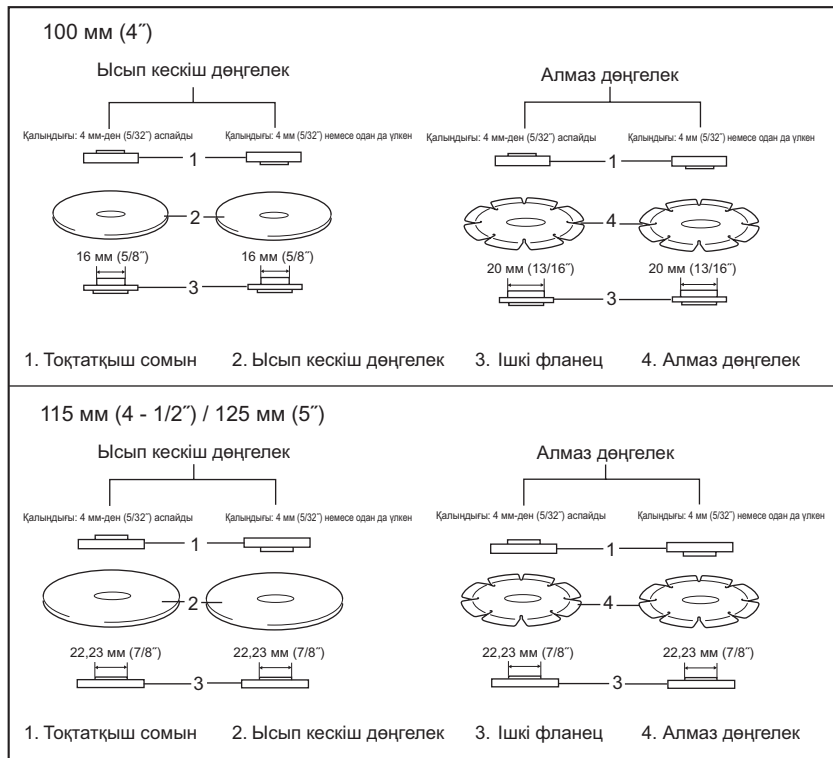 100 мм (4˝)
Ысып кескіш дөңгелек
Алмаз дөңгелек
Қалыңдығы: 4 мм-ден (5/32˝) аспайды
Қалыңдығы: 4 мм (5/32˝) немесе одан да үлкен
Қалыңдығы: 4 мм-ден (5/32˝) аспайды
Қалыңдығы: 4 мм (5/32˝) немесе одан да үлкен
1
1
2
4
16 мм (5/8˝)
16 мм (5/8˝)
20 мм (13/16˝)
20 мм (13/16˝)
3
3
1. Тоқтатқыш сомын 2. Ысып кескіш дөңгелек 3. Ішкі фланец 4. Алмаз дөңгелек
115 мм (4 - 1/2˝) / 125 мм (5˝)
Ысып кескіш дөңгелек
Алмаз дөңгелек
Қалыңдығы: 4 мм-ден (5/32˝) аспайды
Қалыңдығы: 4 мм (5/32˝) немесе одан да үлкен
Қалыңдығы: 4 мм-ден (5/32˝) аспайды
Қалыңдығы: 4 мм (5/32˝) немесе одан да үлкен
1
1
2
4
22,23 мм (7/8˝)
22,23 мм (7/8˝)
22,23 мм (7/8˝)
22,23 мм (7/8˝)
3
3
1. Тоқтатқыш сомын 2. Ысып кескіш дөңгелек 3. Ішкі фланец 4. Алмаз дөңгелек